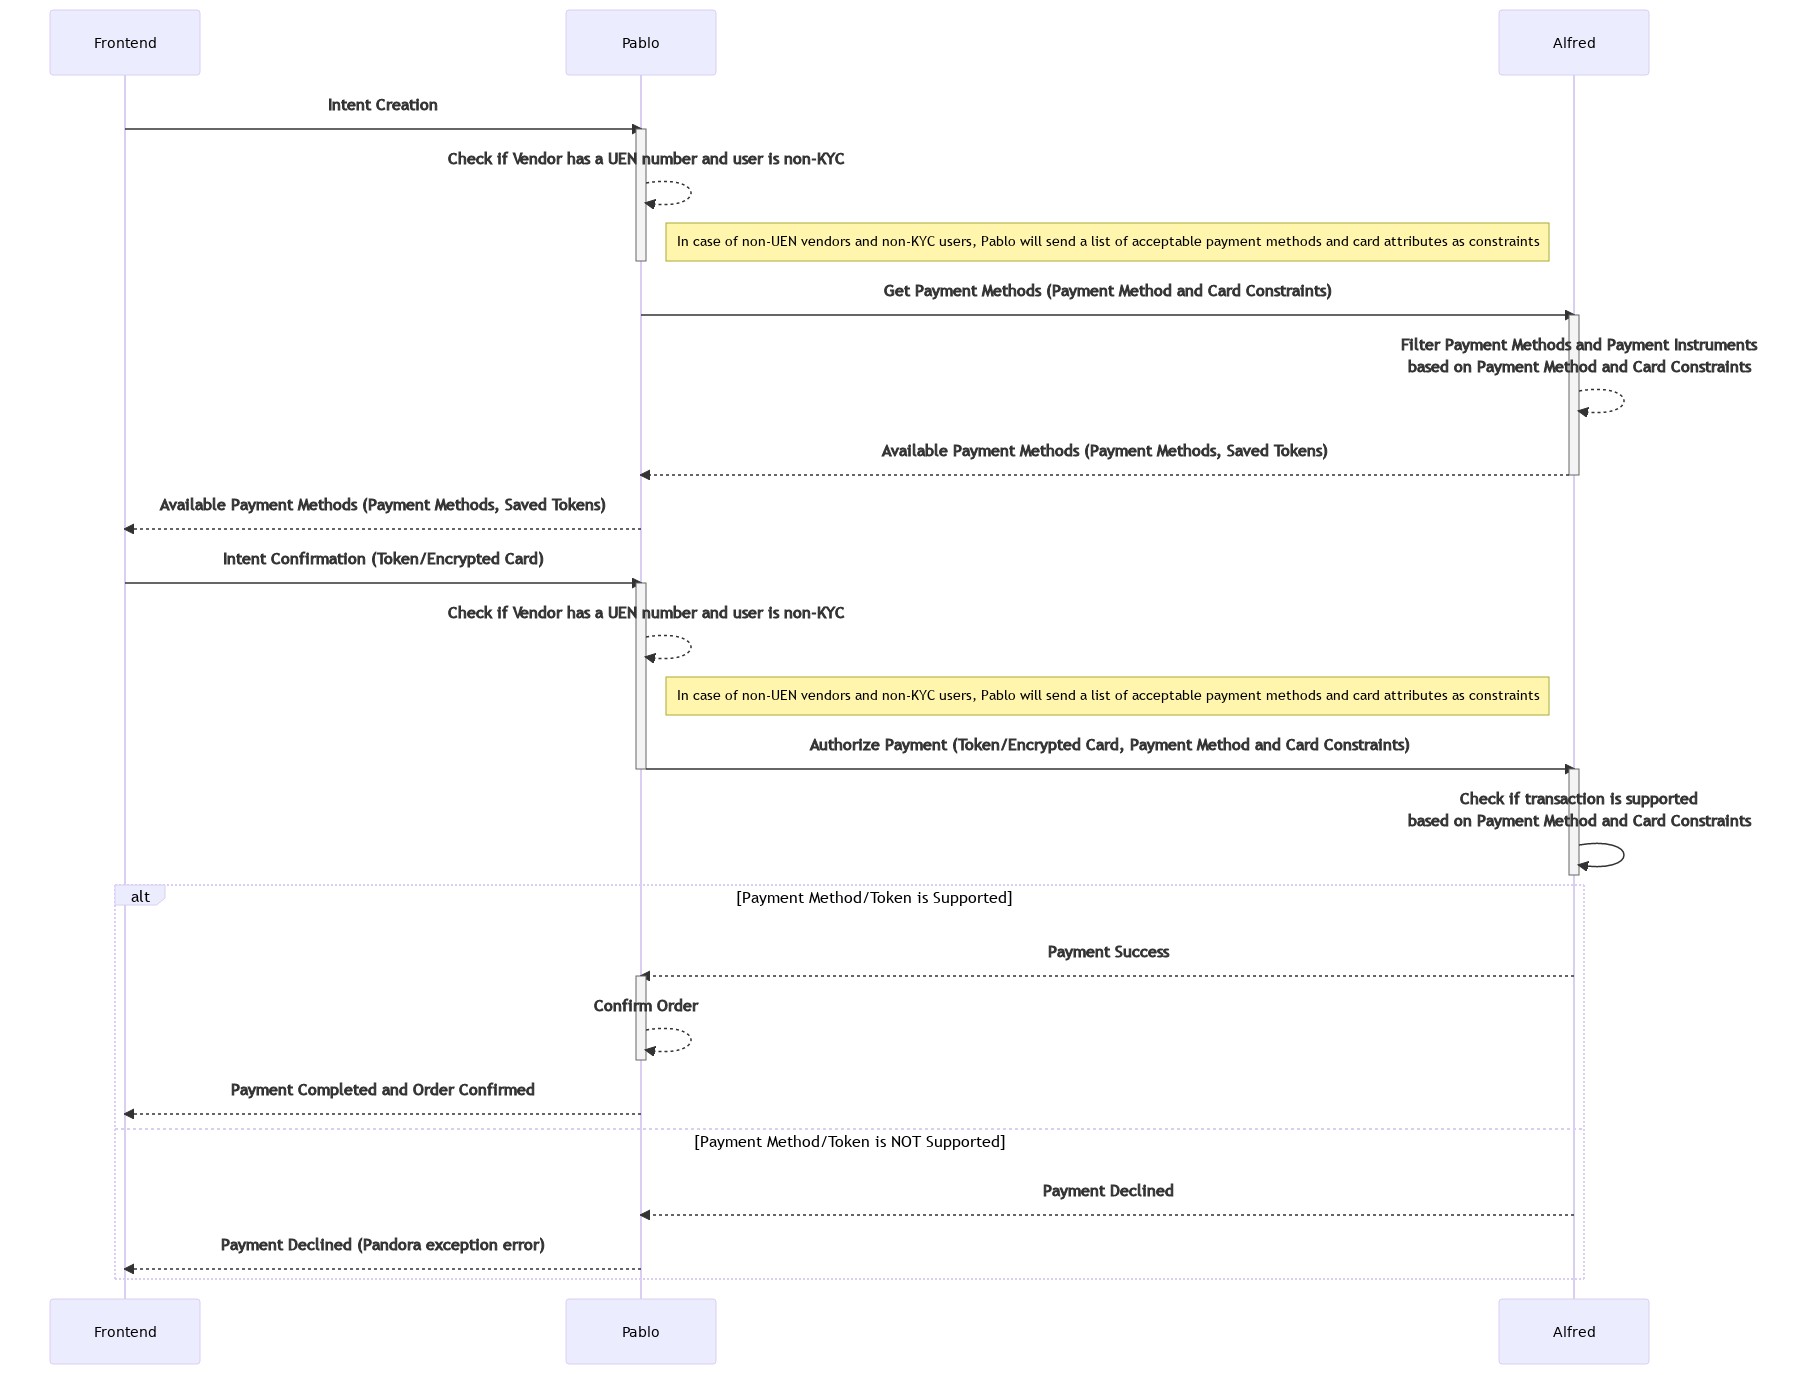 Frontend
Pablo
Alfred
Intent Creation
Check if Vendor has a UEN number and user is non-KYC
In case of non-UEN vendors and non-KYC users, Pablo will send a list of acceptable payment methods and card attributes as constraints
Get Payment Methods (Payment Method and Card Constraints)
Filter Payment Methods and Payment Instruments
based on Payment Method and Card Constraints
Available Payment Methods (Payment Methods, Saved Tokens)
Available Payment Methods (Payment Methods, Saved Tokens)
Intent Confirmation (Token/Encrypted Card)
Check if Vendor has a UEN number and user is non-KYC
In case of non-UEN vendors and non-KYC users, Pablo will send a list of acceptable payment methods and card attributes as constraints
Authorize Payment (Token/Encrypted Card, Payment Method and Card Constraints)
Check if transaction is supported
based on Payment Method and Card Constraints
alt
[Payment Method/Token is Supported]
Payment Success
Confirm Order
Payment Completed and Order Confirmed
[Payment Method/Token is NOT Supported]
Payment Declined
Payment Declined (Pandora exception error)
Frontend
Pablo
Alfred